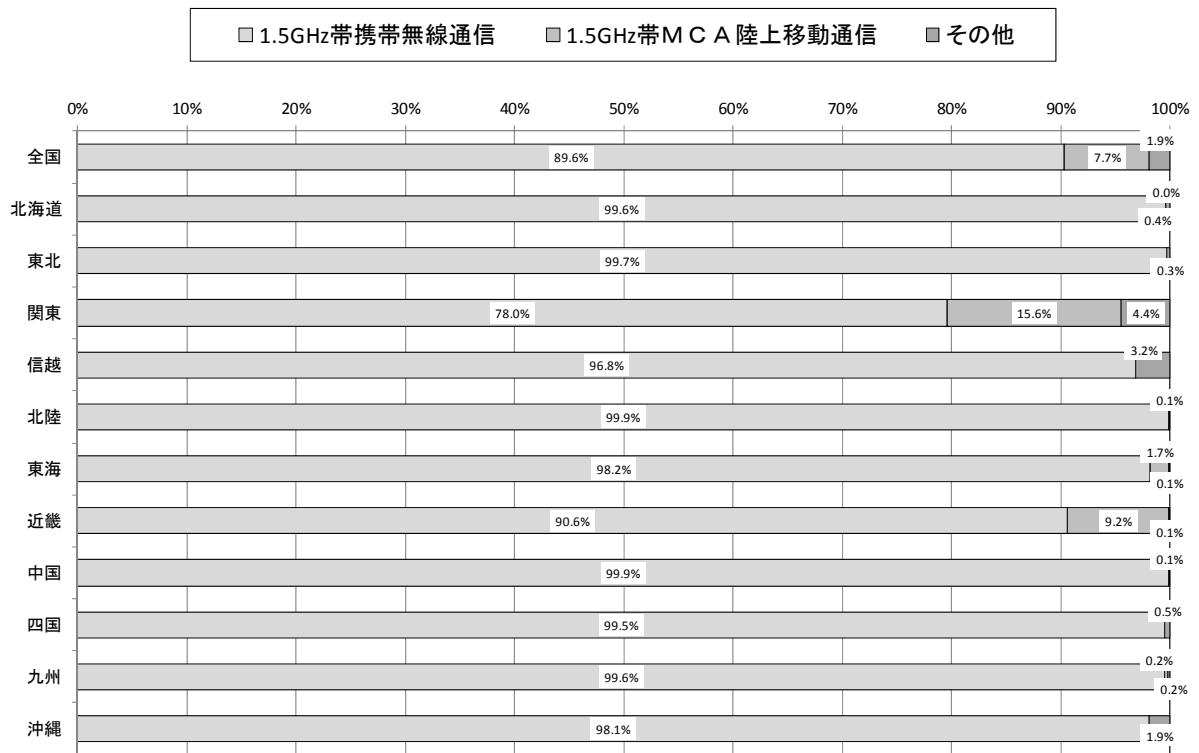 1.5GHz帯携帯無線通信 1.5GHz帯MCA陸上移動通信 その他
0% 10% 20% 30% 40% 50% 60% 70% 80% 90% 100%
全国 89.6% 7.7% 1.9%
北海道 99.6% 0.0% 0.4%
東北 99.7% 0.3%
関東 78.0% 15.6% 4.4%
信越 96.8% 3.2%
北陸 99.9% 0.1%
東海 98.2% 1.7% 0.1%
近畿 90.6% 9.2% 0.1%
中国 99.9% 0.1%
四国 99.5% 0.5%
九州 99.6% 0.2% 0.2%
沖縄 98.1% 1.9%